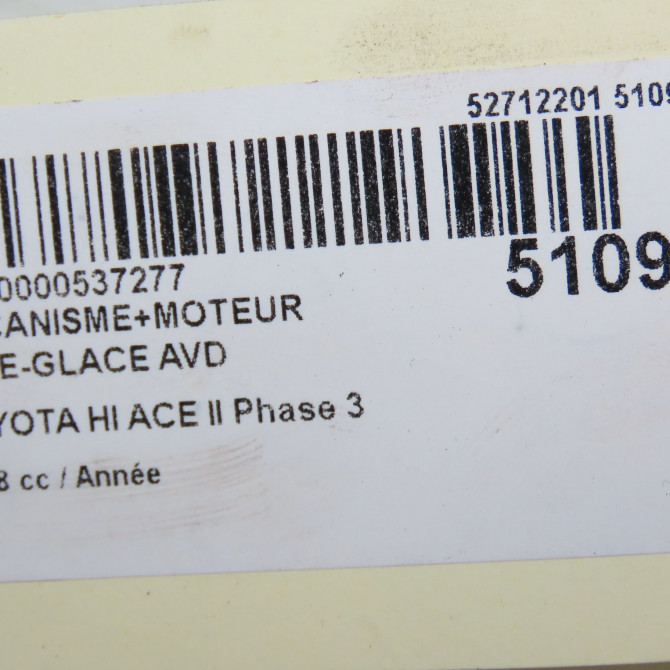 52712201 5109
0000537277
5109
CANISME+MOTEUR
E-GLACE AVD
YOTA HI ACE II Phase 3
8 cc / Année